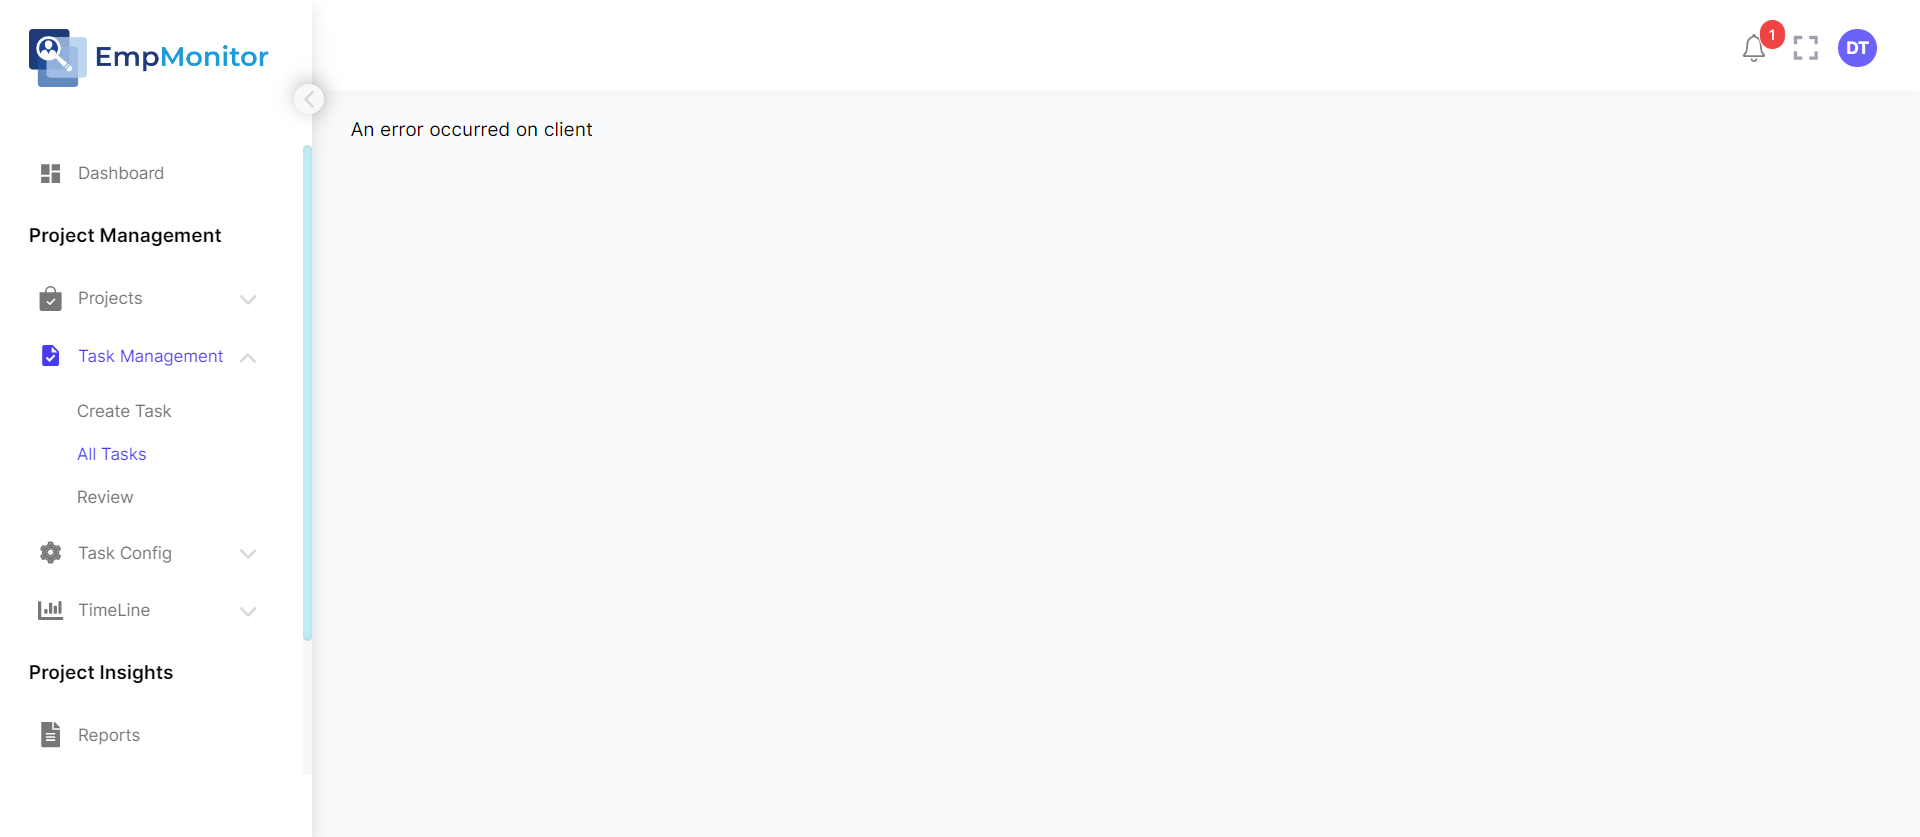 EmpMonitor
1
DT
An error occurred on client
Dashboard
Project Management
Projects
Task Management
Create Task
All Tasks
Review
Task Config
TimeLine
Project Insights
Reports